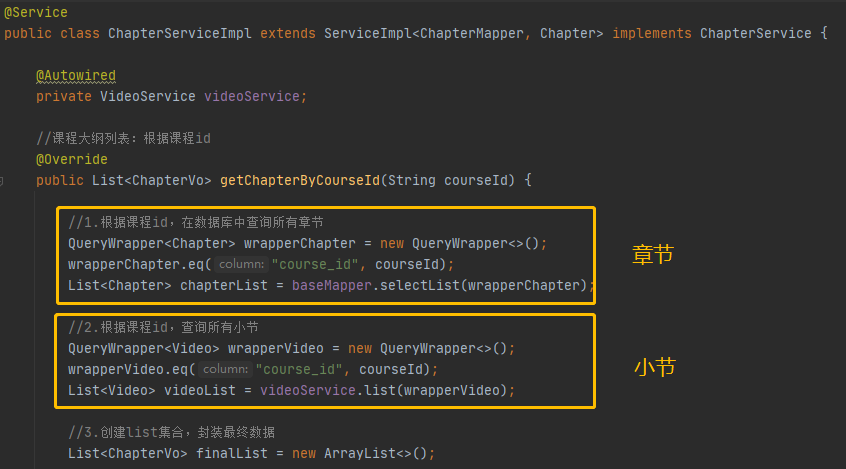 @Service
public class ChapterServiceImpl extends ServiceImpl<ChapterMapper, Chapter> implements ChapterService {
@Autowired
private VideoService videoService;
//课程大纲列表: 根据课程id
@Override
public List<ChapterVo> getChapterByCourseId(String courseId) {
//1.根据课程id，在数据库中查询所有章节
QueryWrapper<Chapter> wrapperChapter = new QueryWrapper<>();
wrapperChapter.eq( column: "course_id", courseId);
List<Chapter> chapterList = baseMapper.selectList(wrapperChapter);
章节
//2.根据课程id，查询所有小节
QueryWrapper<Video> wrapperVideo = new QueryWrapper<>();
wrapperVideo.eq( column: "course_id", courseId);
List<Video> videoList = videoService.list(wrapperVideo);
小节
//3.创建list集合，封装最终数据
List<ChapterVo> finalList = new ArrayList<>();